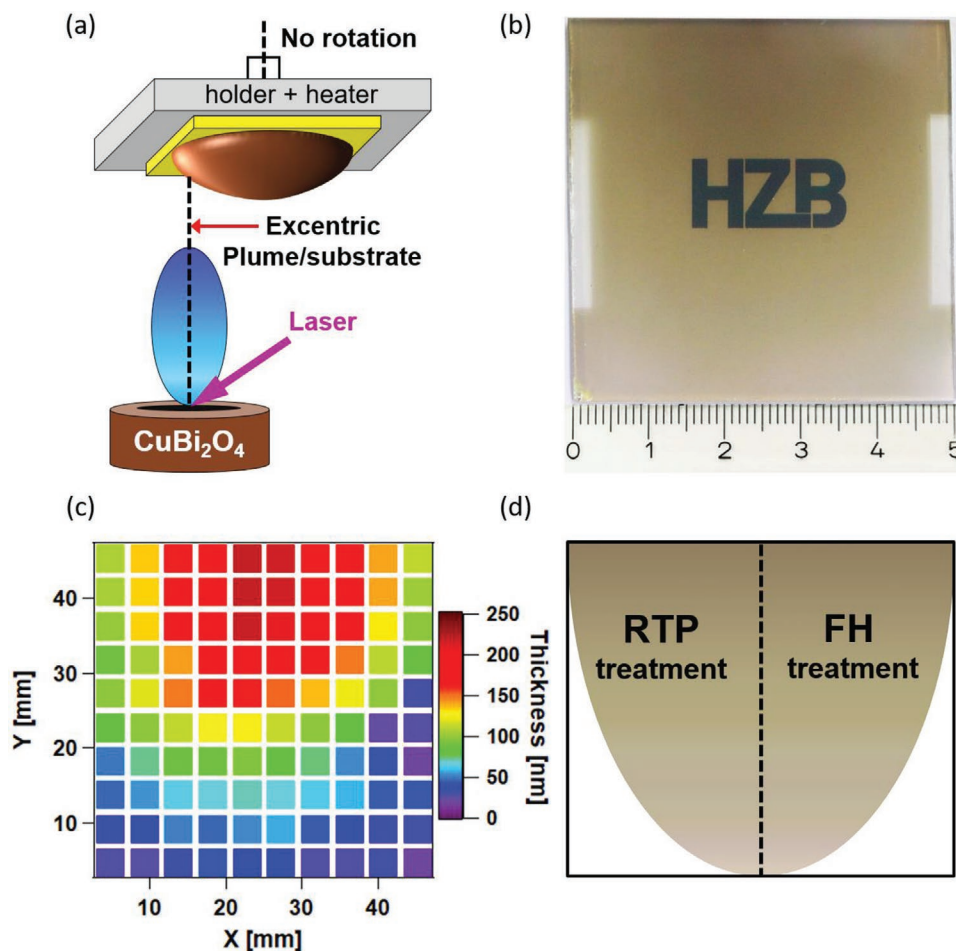 (a)
No rotation
holder + heater
Excentric
Plume/substrate
Laser
CuBi₂O₄
(b)
HZB
0 1 2 3 4 5
(c)
40
30
20
10
Y [mm]
10 20 30 40
X [mm]
250
200
150
100
50
0
Thickness [nm]
(d)
RTP
treatment
FH
treatment